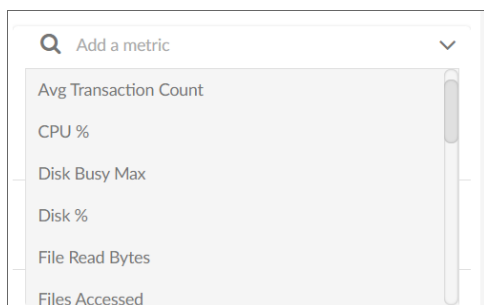 Add a metric
Avg Transaction Count
CPU %
Disk Busy Max
Disk %
File Read Bytes
Files Accessed